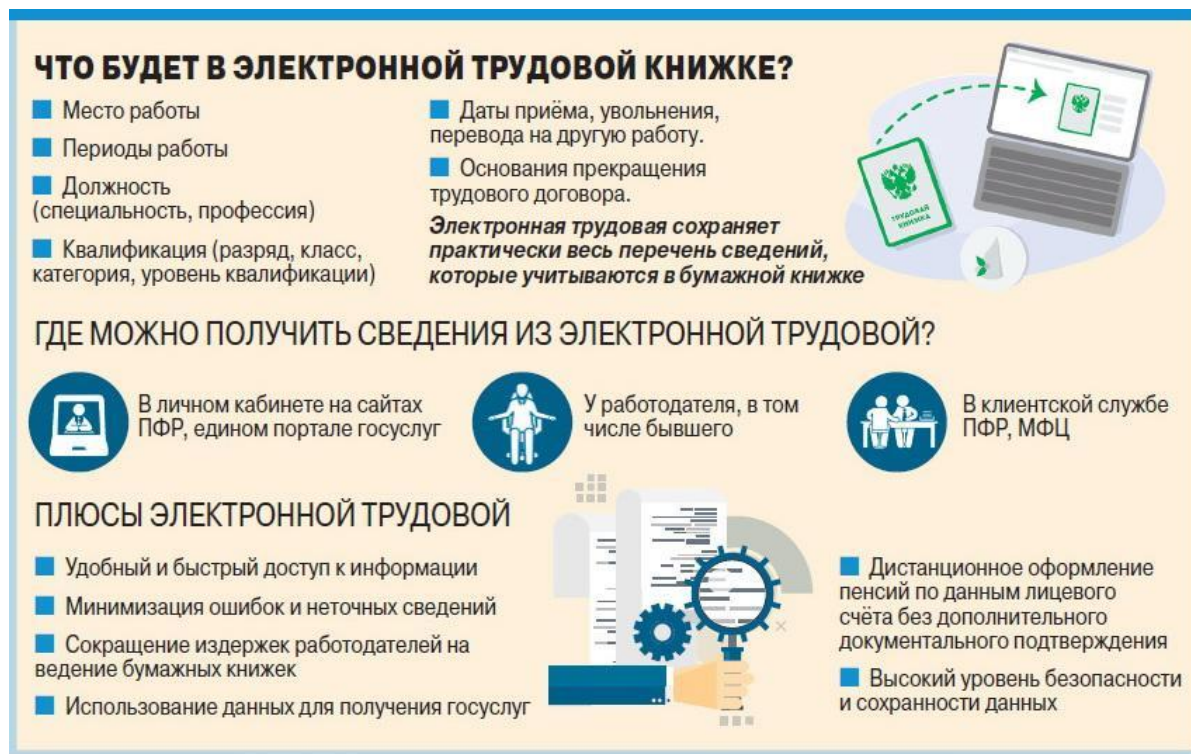 ЧТО БУДЕТ В ЭЛЕКТРОННОЙ ТРУДОВОЙ КНИЖКЕ?
Место работы
Периоды работы
Должность
(специальность, профессия)
Квалификация (разряд, класс,
категория, уровень квалификации)
Даты приёма, увольнения,
перевода на другую работу.
Основания прекращения
трудового договора.
Электронная трудовая сохраняет
практически весь перечень сведений,
которые учитываются в бумажной книжке
ТРУДОВАЯ
КНИЖКА
ГДЕ МОЖНО ПОЛУЧИТЬ СВЕДЕНИЯ ИЗ ЭЛЕКТРОННОЙ ТРУДОВОЙ?
В личном кабинете на сайтах
ПФР, едином портале госуслуг
У работодателя, в том
числе бывшего
В клиентской службе
ПФР, МФЦ
ПЛЮСЫ ЭЛЕКТРОННОЙ ТРУДОВОЙ
Удобный и быстрый доступ к информации
Минимизация ошибок и неточных сведений
Сокращение издержек работодателей на
ведение бумажных книжек
Использование данных для получения госуслуг
Дистанционное оформление
пенсий по данным лицевого
счёта без дополнительного
документального подтверждения
Высокий уровень безопасности
и сохранности данных